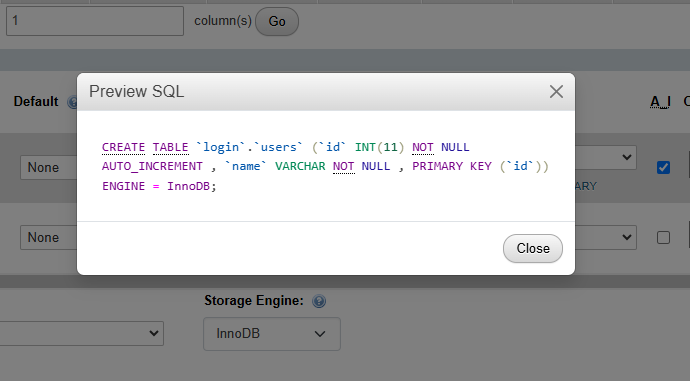 1 column(s) Go
Preview SQL
Default A_I
CREATE TABLE `login`.`users` (`id` INT(11) NOT NULL
None
AUTO_INCREMENT , `name` VARCHAR NOT NULL , PRIMARY KEY (`id`))
ENGINE = InnoDB;
None
Close
Storage Engine:
InnoDB